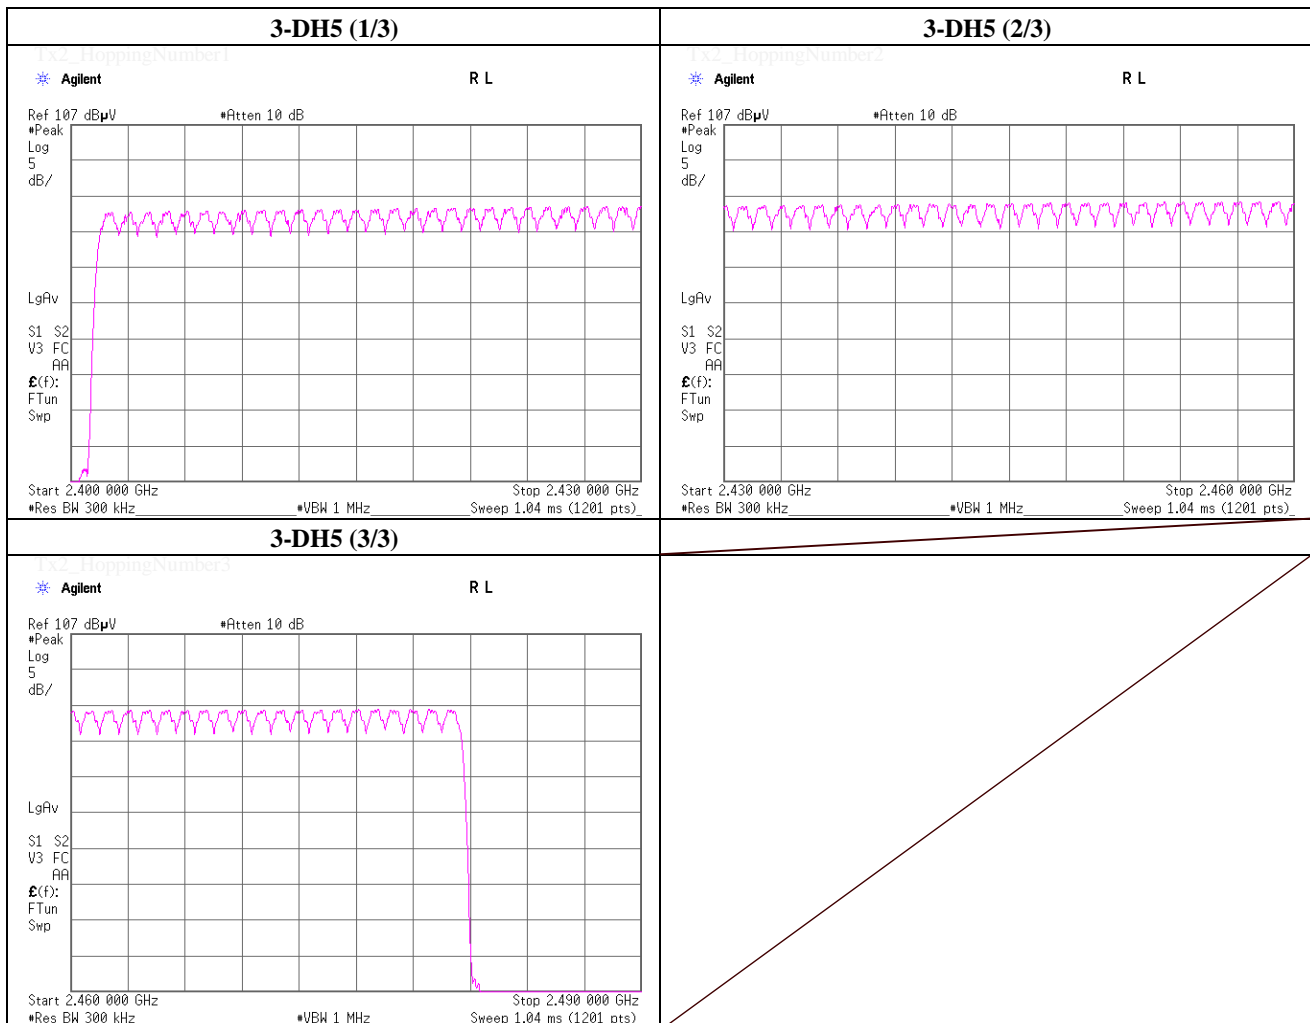 3-DH5 (1/3)
3-DH5 (2/3)
Tx2_HoppingNumber1
Agilent
R L
Ref 107 dBµV
#Atten 10 dB
#Peak
Log
5
dB/
LgAv
S1 S2
V3 FC
AA
£(f):
FTun
Swp
Start 2.400 000 GHz
Stop 2.430 000 GHz
#Res BW 300 kHz
#VBW 1 MHz
Sweep 1.04 ms (1201 pts)
Tx2_HoppingNumber2
Agilent
R L
Ref 107 dBµV
#Atten 10 dB
#Peak
Log
5
dB/
LgAv
S1 S2
V3 FC
AA
£(f):
FTun
Swp
Start 2.430 000 GHz
Stop 2.460 000 GHz
#Res BW 300 kHz
#VBW 1 MHz
Sweep 1.04 ms (1201 pts)
3-DH5 (3/3)
Tx2_HoppingNumber3
Agilent
R L
Ref 107 dBµV
#Atten 10 dB
#Peak
Log
5
dB/
LgAv
S1 S2
V3 FC
AA
£(f):
FTun
Swp
Start 2.460 000 GHz
Stop 2.490 000 GHz
#Res BW 300 kHz
#VBW 1 MHz
Sweep 1.04 ms (1201 pts)